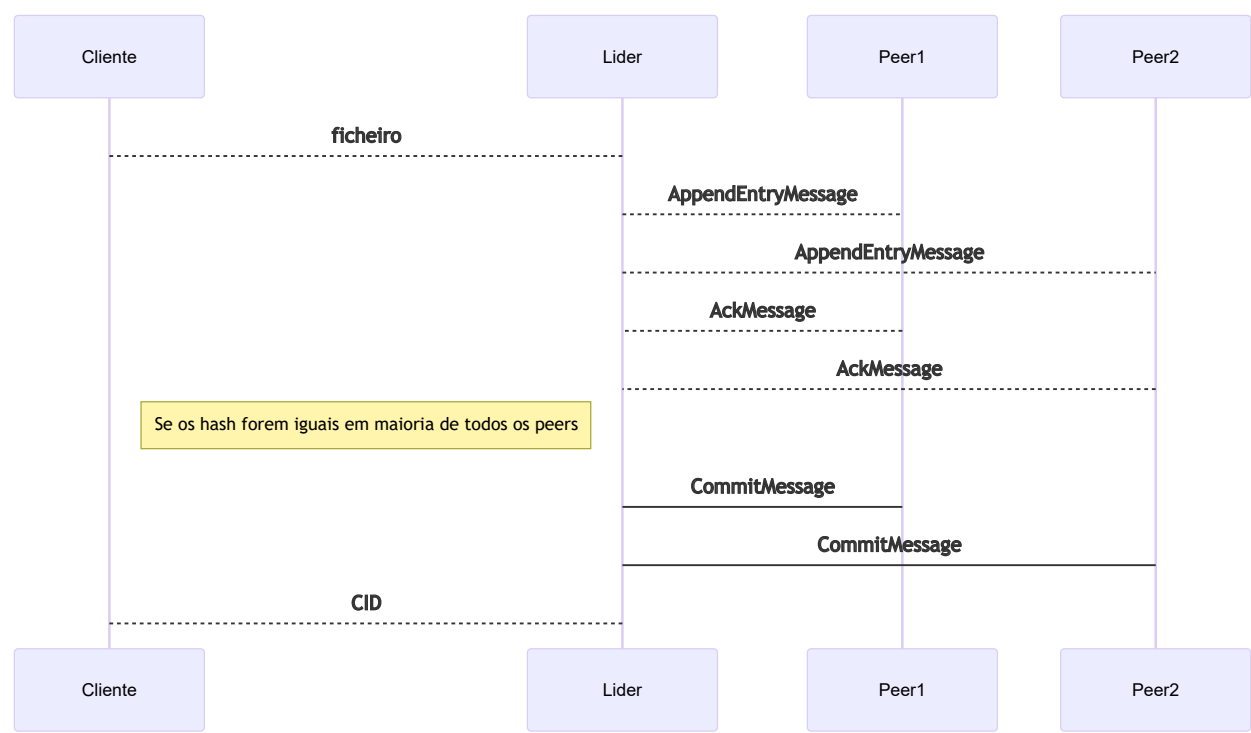 Cliente
Lider
Peer1
Peer2
ficheiro
AppendEntryMessage
AppendEntryMessage
AckMessage
AckMessage
Se os hash forem iguais em maioria de todos os peers
CommitMessage
CommitMessage
CID
Cliente
Lider
Peer1
Peer2